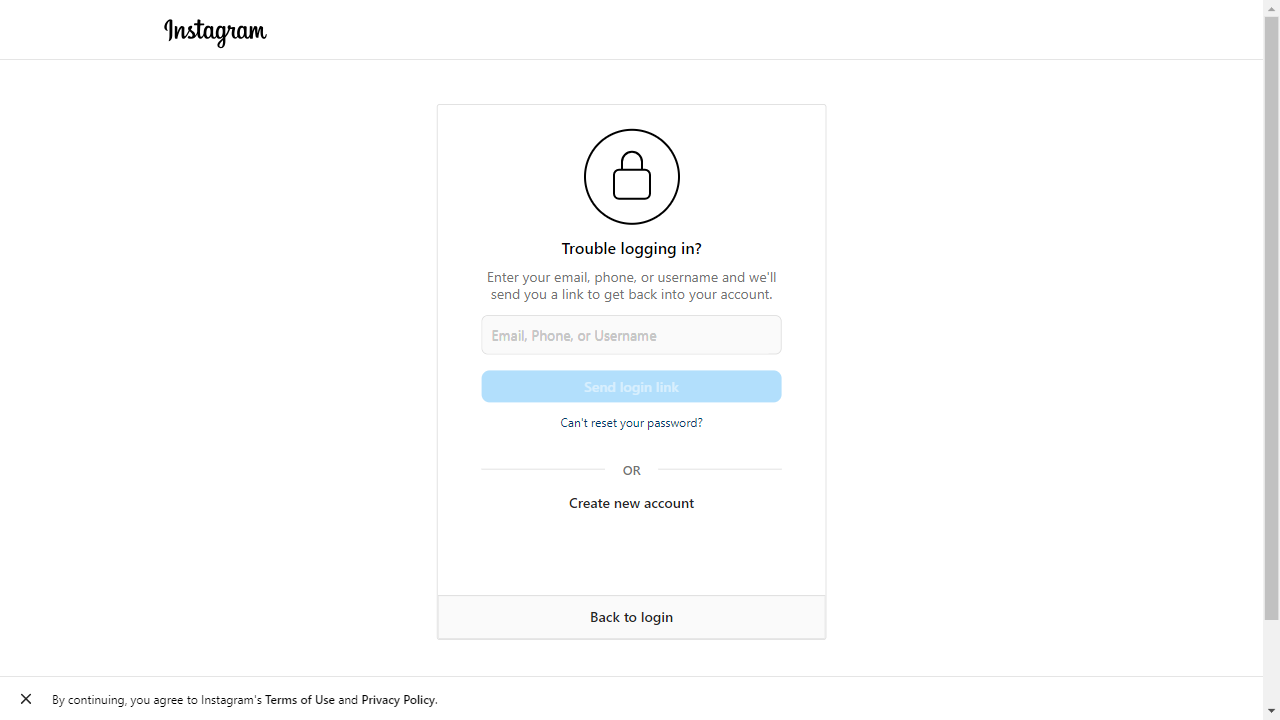 Instagram
Trouble logging in?
Enter your email, phone, or username and we'll
send you a link to get back into your account.
Email, Phone, or Username
Send login link
Can't reset your password?
OR
Create new account
Back to login
By continuing, you agree to Instagram's Terms of Use and Privacy Policy.